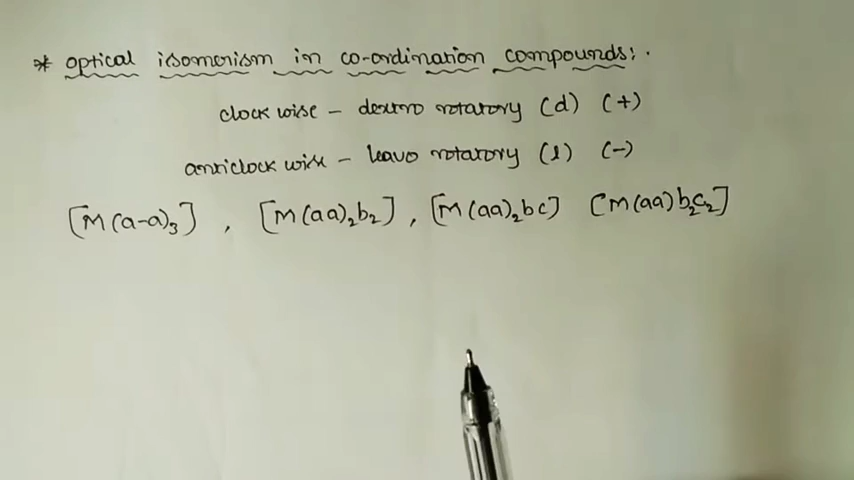 * optical isomerism in co-ordination compounds:.
clock wise - dextro rotatory (d) (+)
anticlock wise - leavo rotatory (l) (-)
[M(a-a)₃] , [M(aa)₂b₂] , [M(aa)₂bc] [M(aa)b₂c₂]